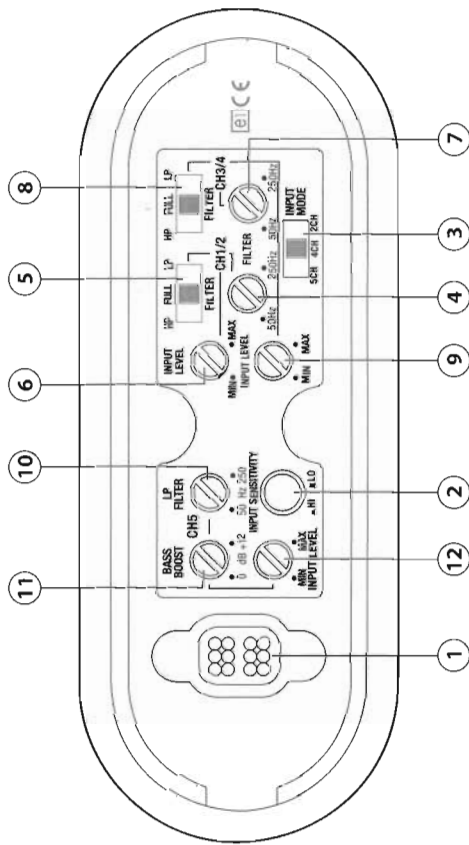 11 10 6 5 8
BASS BOOST
LP FILTER
CH5
0 dB +12
50 Hz 250
INPUT SENSITIVITY
MIN MAX
INPUT LEVEL
HI LO
INPUT LEVEL
MIN MAX
HP FULL LP
FILTER
CH1/2
HP FULL LP
FILTER
CH3/4
INPUT LEVEL
MIN MAX
FILTER
50Hz 250Hz
50Hz 250Hz
INPUT MODE
5CH 4CH 2CH
e1 CE
1 12 2 9 4 3 7